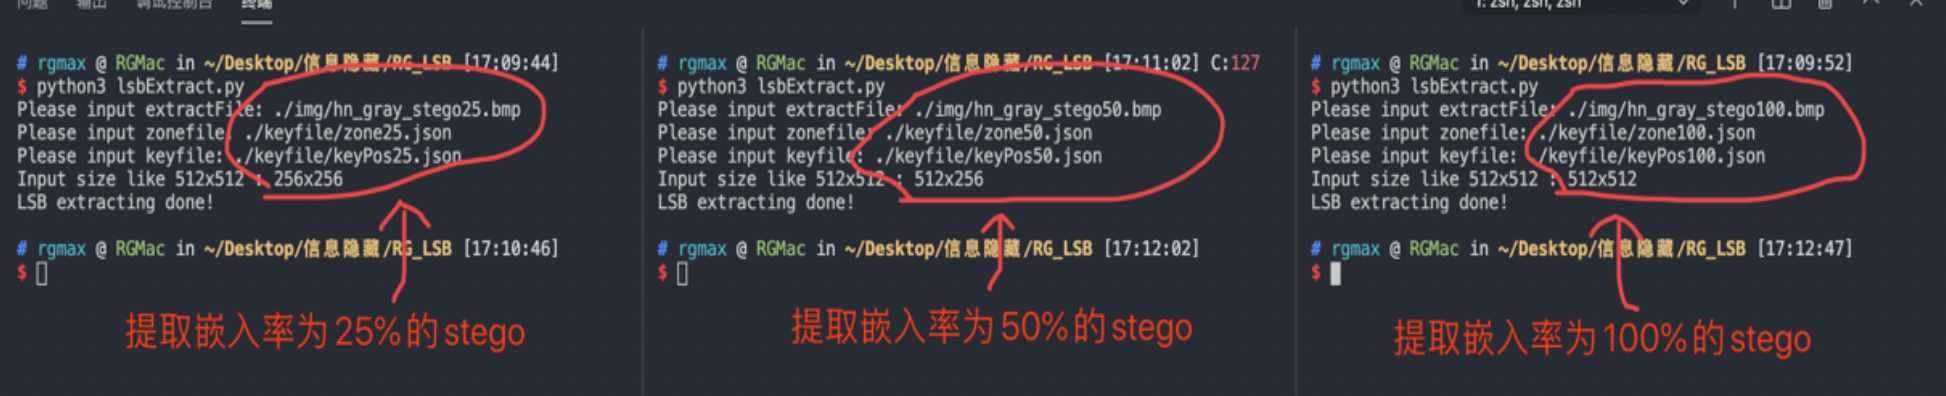 问题 输出 调试控制台 终端
1: zsh, zsh, zsh
# rgmax @ RGMac in ~/Desktop/信息隐藏/RG_LSB [17:09:44]
$ python3 lsbExtract.py
Please input extractFile: ./img/hn_gray_stego25.bmp
Please input zonefile: ./keyfile/zone25.json
Please input keyfile: ./keyfile/keyPos25.json
Input size like 512x512 : 256x256
LSB extracting done!
# rgmax @ RGMac in ~/Desktop/信息隐藏/RG_LSB [17:10:46]
$
提取嵌入率为25%的stego
# rgmax @ RGMac in ~/Desktop/信息隐藏/RG_LSB [17:11:02] C:127
$ python3 lsbExtract.py
Please input extractFile: ./img/hn_gray_stego50.bmp
Please input zonefile: ./keyfile/zone50.json
Please input keyfile: ./keyfile/keyPos50.json
Input size like 512x512 : 512x256
LSB extracting done!
# rgmax @ RGMac in ~/Desktop/信息隐藏/RG_LSB [17:12:02]
$
提取嵌入率为50%的stego
# rgmax @ RGMac in ~/Desktop/信息隐藏/RG_LSB [17:09:52]
$ python3 lsbExtract.py
Please input extractFile: ./img/hn_gray_stego100.bmp
Please input zonefile: ./keyfile/zone100.json
Please input keyfile: ./keyfile/keyPos100.json
Input size like 512x512 : 512x512
LSB extracting done!
# rgmax @ RGMac in ~/Desktop/信息隐藏/RG_LSB [17:12:47]
$
提取嵌入率为100%的stego